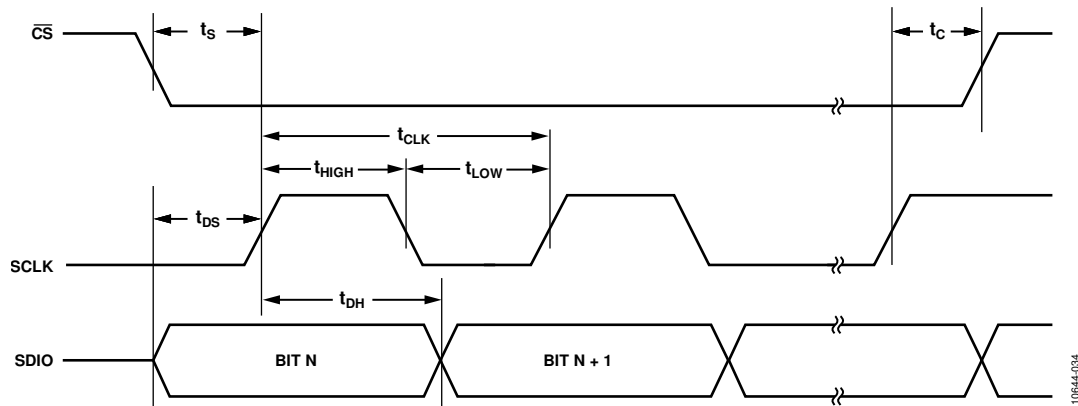 CS
tS
tC
tCLK
tHIGH
tLOW
tDS
SCLK
tDH
SDIO
BIT N
BIT N + 1
10644-034